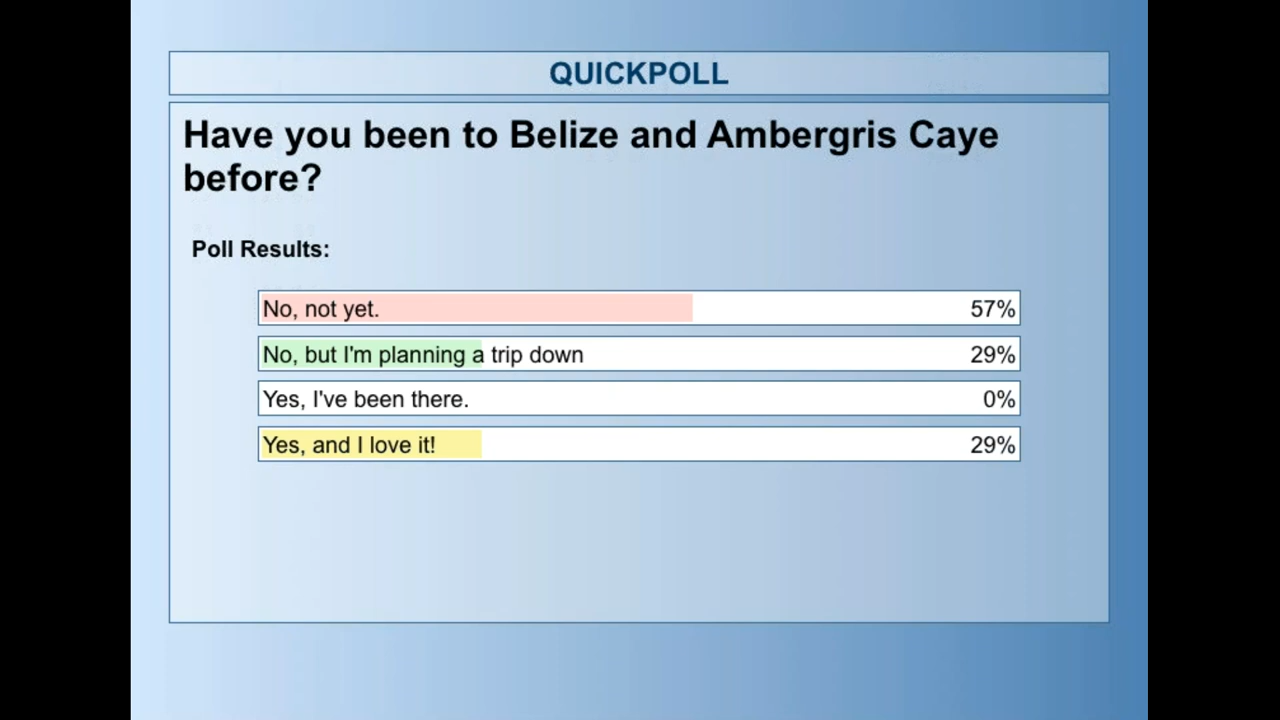 QUICKPOLL
Have you been to Belize and Ambergris Caye
before?
Poll Results:
No, not yet. 57%
No, but I'm planning a trip down 29%
Yes, I've been there. 0%
Yes, and I love it! 29%